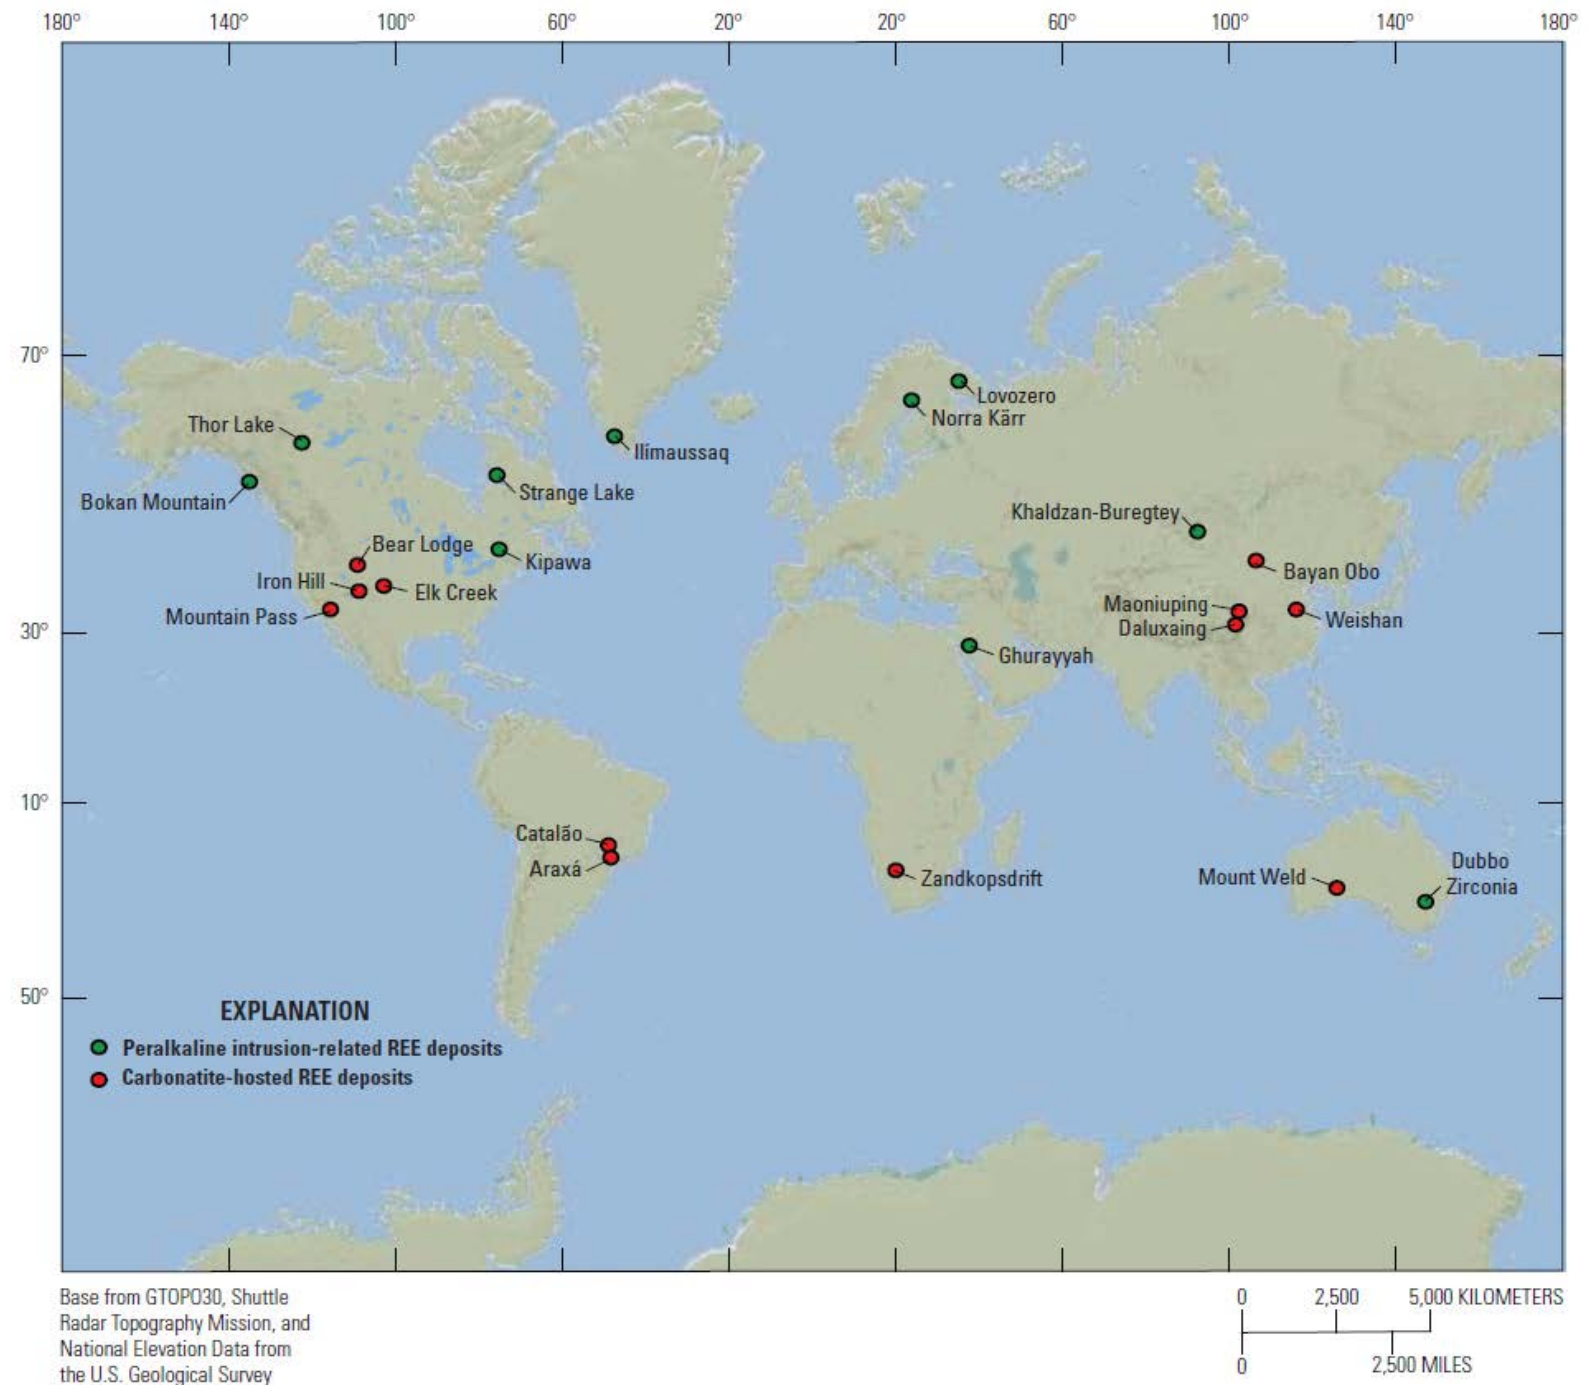 180° 140° 100° 60° 20° 20° 60° 100° 140° 180°
70°
Lovozero
Norra Kärr
Thor Lake
Ilímaussaq
Strange Lake
Bokan Mountain
Khaldzan-Buregtey
Bear Lodge
Kipawa
Bayan Obo
Iron Hill
Elk Creek
Maoniuping
Mountain Pass
Weishan
Daluxaing
30°
Ghurayyah
10°
Catalão
Araxá
Dubbo
Zirconia
Mount Weld
Zandkopsdrift
50°
EXPLANATION
Peralkaline intrusion-related REE deposits
Carbonatite-hosted REE deposits
Base from GTOPO30, Shuttle
Radar Topography Mission, and
National Elevation Data from
the U.S. Geological Survey
0 2,500 5,000 KILOMETERS
0 2,500 MILES